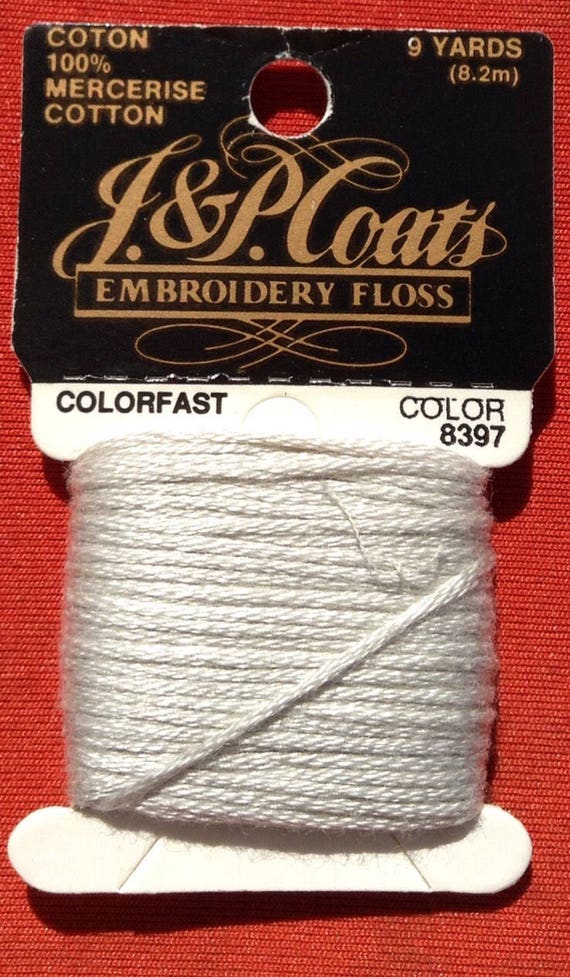 COTON
100%
MERCERISE
COTTON
9 YARDS
(8.2m)
J.&P. Coats
EMBROIDERY FLOSS
COLORFAST
COLOR
8397